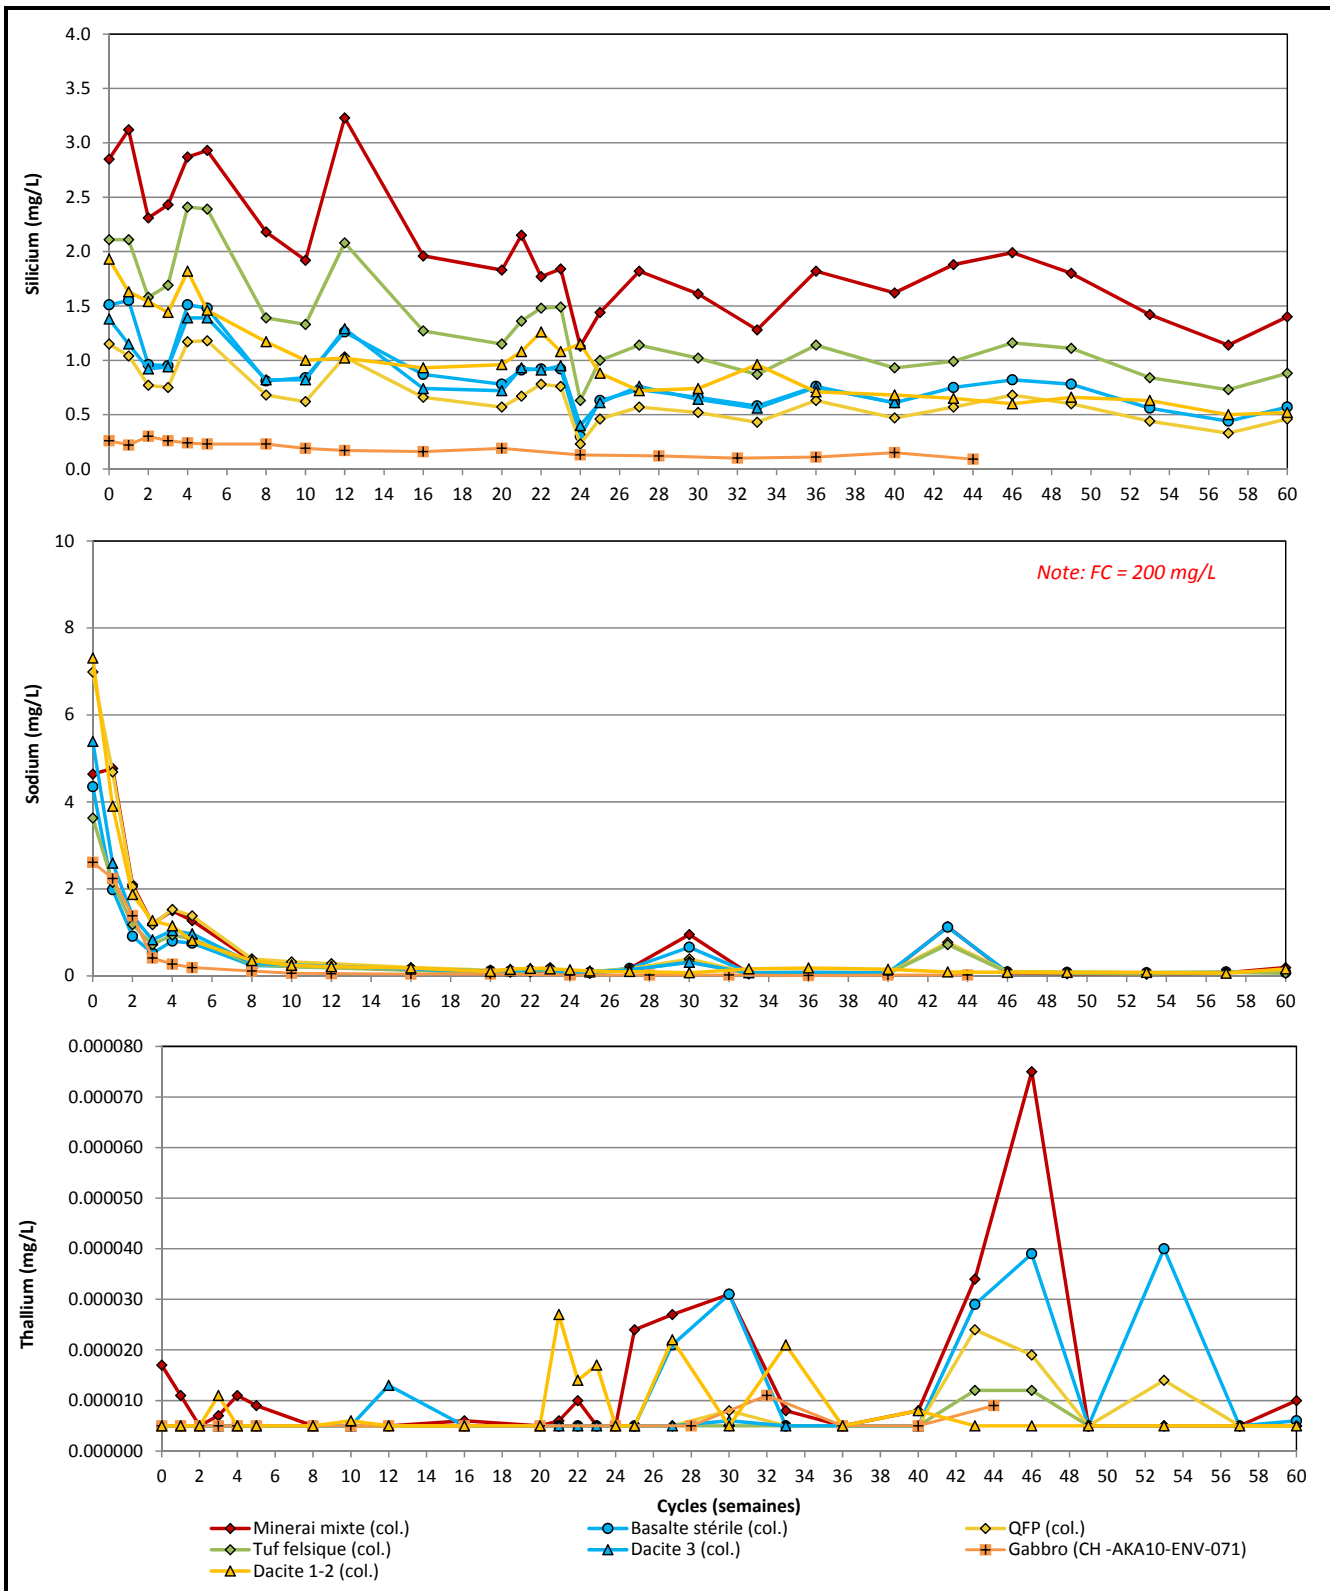 4.0
3.5
3.0
2.5
2.0
1.5
1.0
0.5
0.0
Silicium (mg/L)
0 2 4 6 8 10 12 14 16 18 20 22 24 26 28 30 32 34 36 38 40 42 44 46 48 50 52 54 56 58 60
10
8
6
4
2
0
Sodium (mg/L)
Note: FC = 200 mg/L
0 2 4 6 8 10 12 14 16 18 20 22 24 26 28 30 32 34 36 38 40 42 44 46 48 50 52 54 56 58 60
0.000080
0.000070
0.000060
0.000050
0.000040
0.000030
0.000020
0.000010
0.000000
Thallium (mg/L)
0 2 4 6 8 10 12 14 16 18 20 22 24 26 28 30 32 34 36 38 40 42 44 46 48 50 52 54 56 58 60
Cycles (semaines)
Minerai mixte (col.) Basalte stérile (col.) QFP (col.)
Tuf felsique (col.) Dacite 3 (col.) Gabbro (CH -AKA10-ENV-071)
Dacite 1-2 (col.)